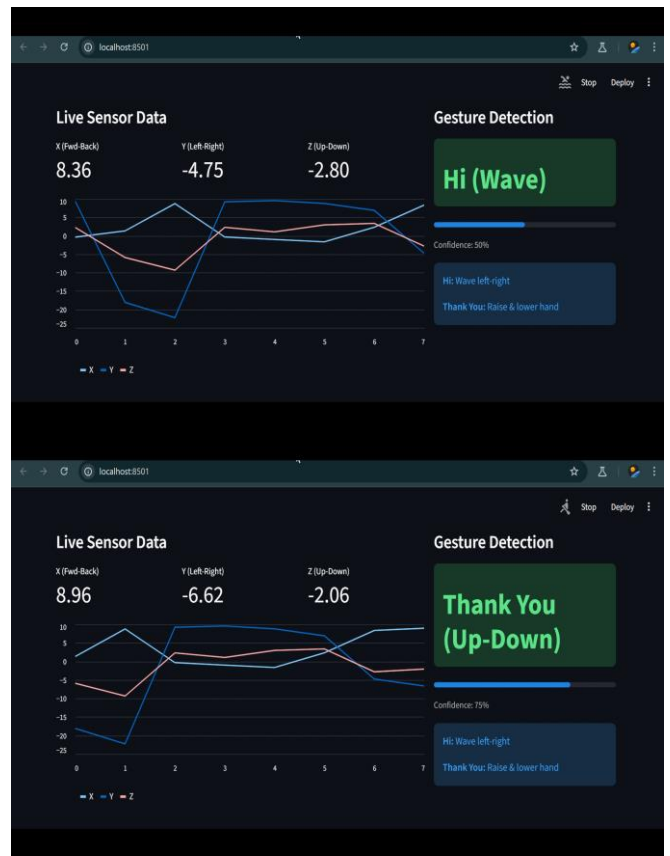 localhost:8501
Stop Deploy
Live Sensor Data
Gesture Detection
X (Fwd-Back) Y (Left-Right) Z (Up-Down)
8.36 -4.75 -2.80
Hi (Wave)
Confidence: 50%
Hi: Wave left-right
Thank You: Raise & lower hand
10
5
0
-5
-10
-15
-20
-25
0 1 2 3 4 5 6 7
X Y Z
localhost:8501
Stop Deploy
Live Sensor Data
Gesture Detection
X (Fwd-Back) Y (Left-Right) Z (Up-Down)
8.96 -6.62 -2.06
Thank You
(Up-Down)
Confidence: 75%
Hi: Wave left-right
Thank You: Raise & lower hand
10
5
0
-5
-10
-15
-20
-25
0 1 2 3 4 5 6 7
X Y Z